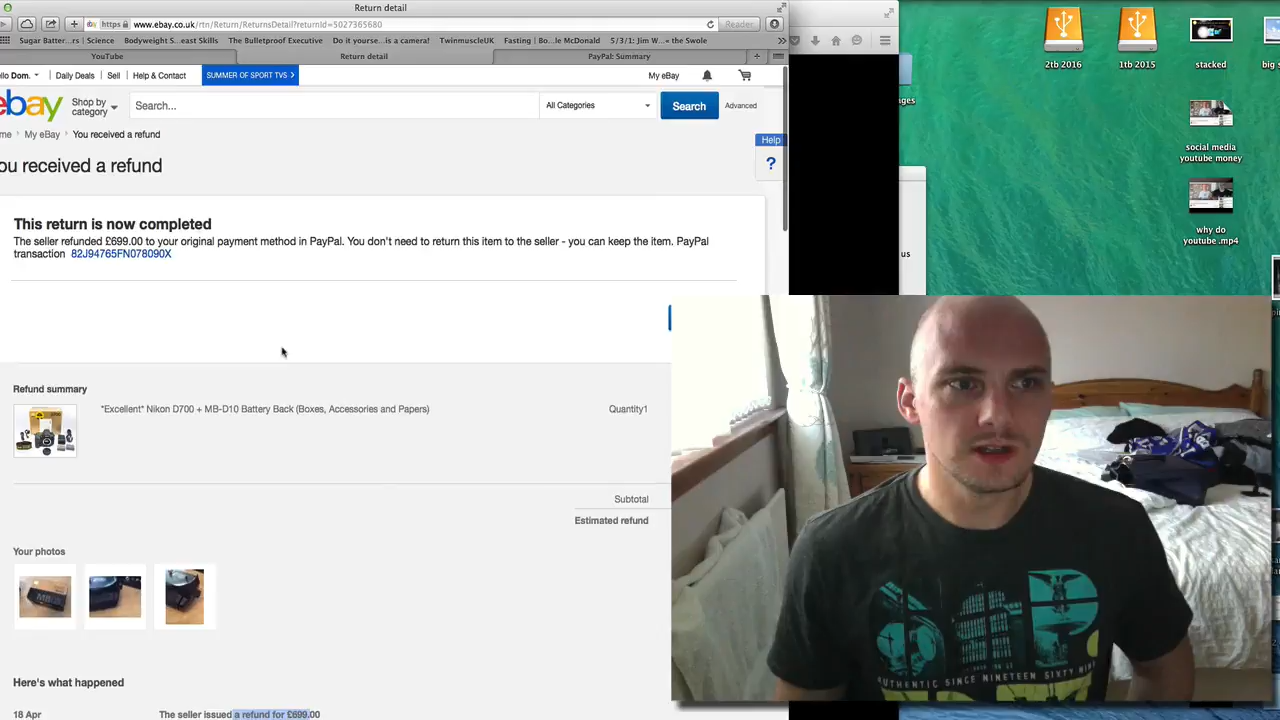 Return detail
https www.ebay.co.uk/rtn/Return/ReturnsDetail?returnId=5027365680
Reader
Sugar Batter...rs
Science
Bodyweight S...east Skills
The Bulletproof Executive
Do it yourse...is a camera!
TwinmuscleUK
Fasting | Bo...le McDonald
5/3/1: Jim W... the Swole
YouTube
Return detail
PayPal: Summary
llo Dom.
Daily Deals
Sell
Help & Contact
SUMMER OF SPORT TVS >
My eBay
ebay
Shop by
category
Search...
All Categories
Search
Advanced
me
My eBay
You received a refund
Help
?
ou received a refund
This return is now completed
The seller refunded £699.00 to your original payment method in PayPal. You don't need to return this item to the seller - you can keep the item. PayPal
transaction 82J94765FN078090X
Refund summary
*Excellent* Nikon D700 + MB-D10 Battery Back (Boxes, Accessories and Papers)
Quantity1
Subtotal
Estimated refund
Your photos
Here's what happened
18 Apr
The seller issued a refund for £699.00
ages
us
2tb 2016
1tb 2015
stacked
big s
social media
youtube money
why do
youtube .mp4
AUTHENTIC SINCE NINETEEN SIXTY NINE